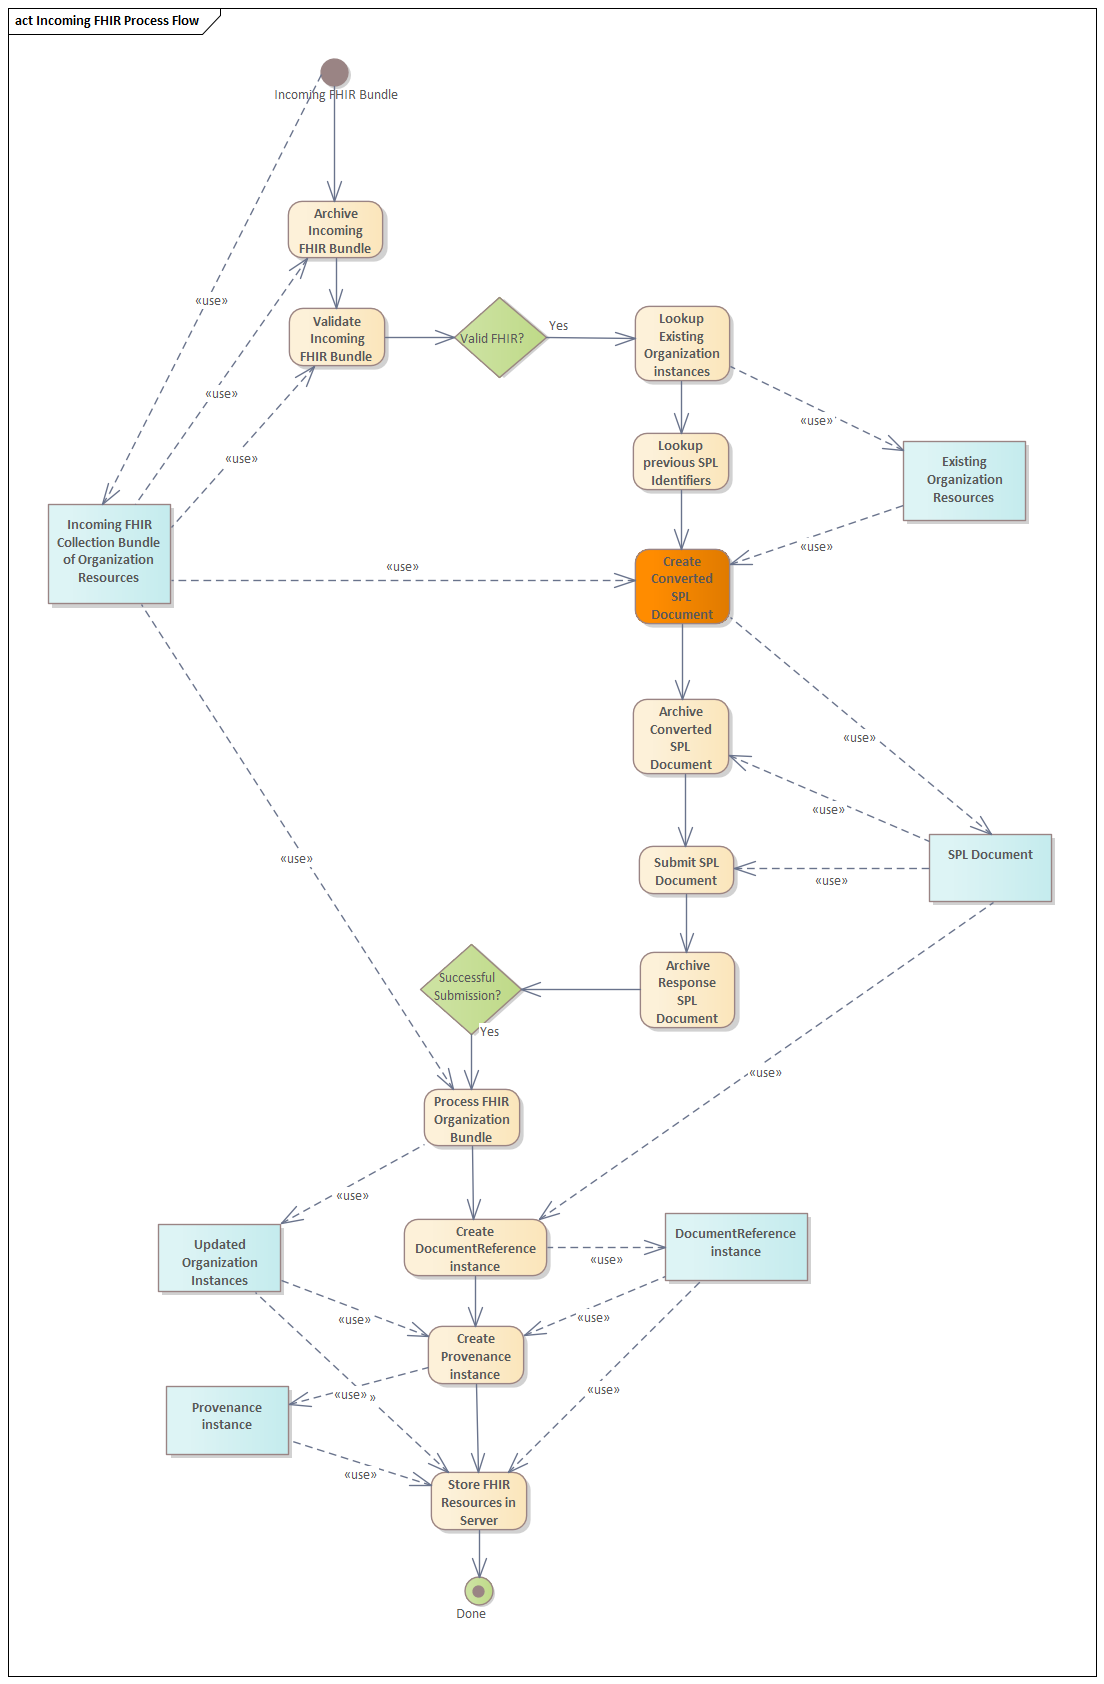 act Incoming FHIR Process Flow
Incoming FHIR Bundle
Archive
Incoming
FHIR Bundle
«use»
Validate
Incoming
FHIR Bundle
Valid FHIR?
Yes
Lookup
Existing
Organization
instances
«use»
«use»
«use»
Lookup
previous SPL
Identifiers
Existing
Organization
Resources
Incoming FHIR
Collection Bundle
of Organization
Resources
«use»
«use»
Create
Converted
SPL
Document
Archive
Converted
SPL
Document
«use»
«use»
«use»
Submit SPL
Document
SPL Document
«use»
Archive
Response
SPL
Document
Successful
Submission?
Yes
«use»
Process FHIR
Organization
Bundle
«use»
Create
DocumentReference
instance
DocumentReference
instance
«use»
Updated
Organization
Instances
«use»
«use»
Create
Provenance
instance
«use»
«use»
»
Provenance
instance
«use»
Store FHIR
Resources in
Server
Done